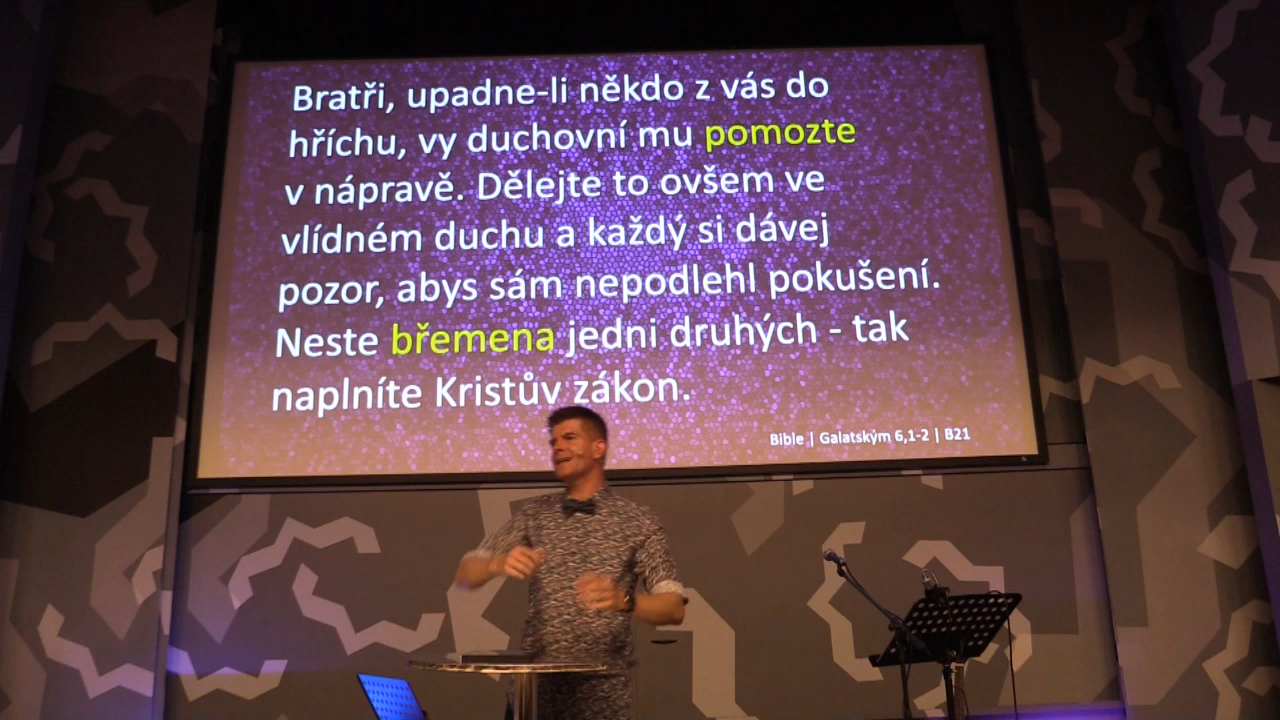 Bratři, upadne-li někdo z vás do
hříchu, vy duchovní mu pomozte
v nápravě. Dělejte to ovšem ve
vlídném duchu a každý si dávej
pozor, abys sám nepodlehl pokušení.
Neste břemena jedni druhých - tak
naplníte Kristův zákon.
Bible | Galatským 6,1-2 | B21